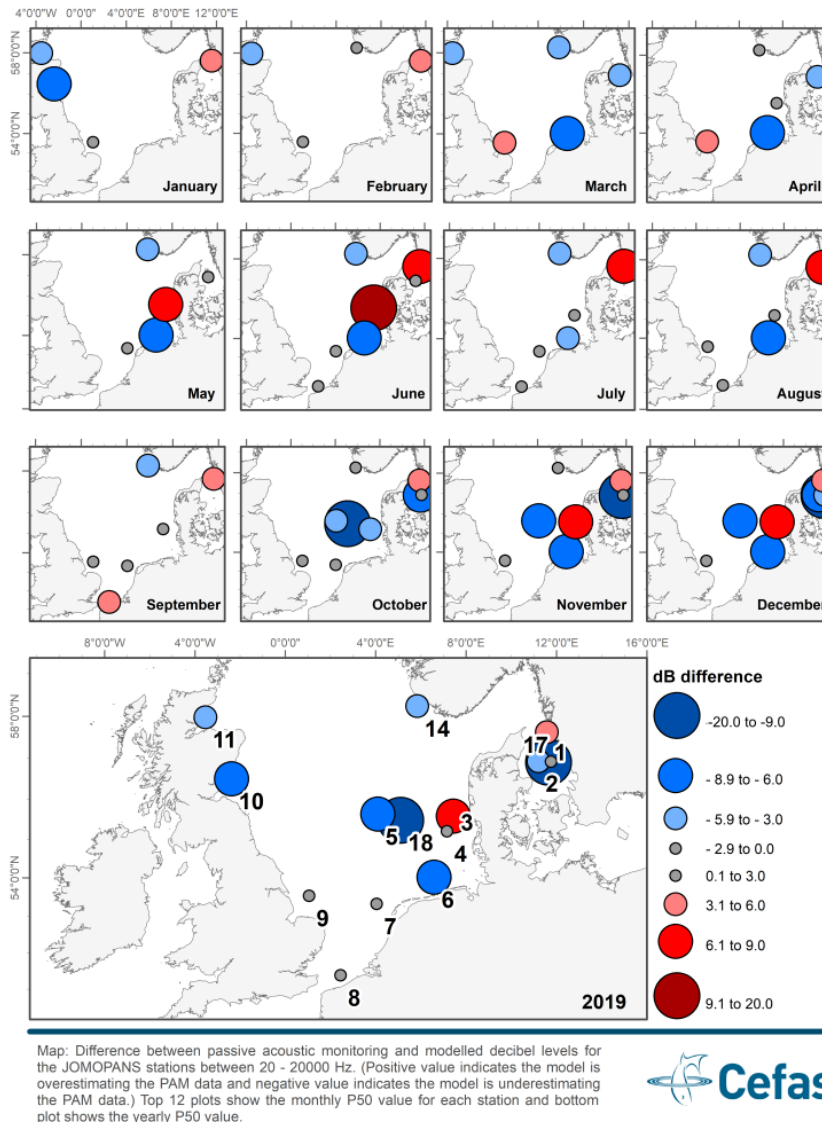 4°0'W 0°0'E 4°0'0"E 8°0'0"E 12°0'E
58°0'0"N
54°0'0"N
January
February
March
April
May
June
July
August
September
October
November
December
8°0'0"W 4°0'0"W 0°0'0"E 4°0'0"E 8°0'0"E 12°0'0"E 16°0'0"E
58°0'0"N
54°0'0"N
11
14
17
1
2
10
5
18
3
4
6
9
7
8
2019
dB difference
-20.0 to -9.0
- 8.9 to - 6.0
-5.9 to - 3.0
- 2.9 to 0.0
0.1 to 3.0
3.1 to 6.0
6.1 to 9.0
9.1 to 20.0
Map: Difference between passive acoustic monitoring and modelled decibel levels for
the JOMOPANS stations between 20 - 20000 Hz. (Positive value indicates the model is
overestimating the PAM data and negative value indicates the model is underestimating
the PAM data.) Top 12 plots show the monthly P50 value for each station and bottom
plot shows the yearly P50 value.
Cefas